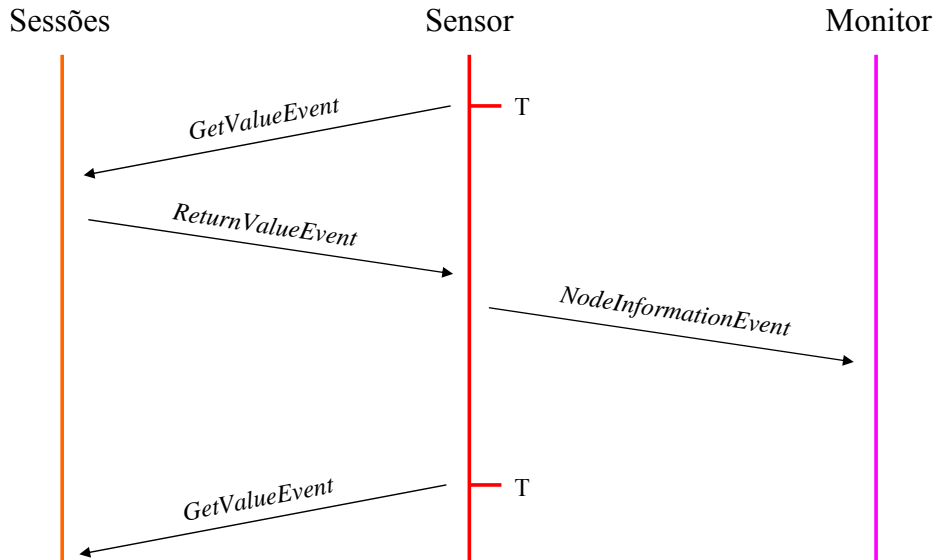 Sessões
Sensor
Monitor
T
GetValueEvent
ReturnValueEvent
NodeInformationEvent
T
GetValueEvent